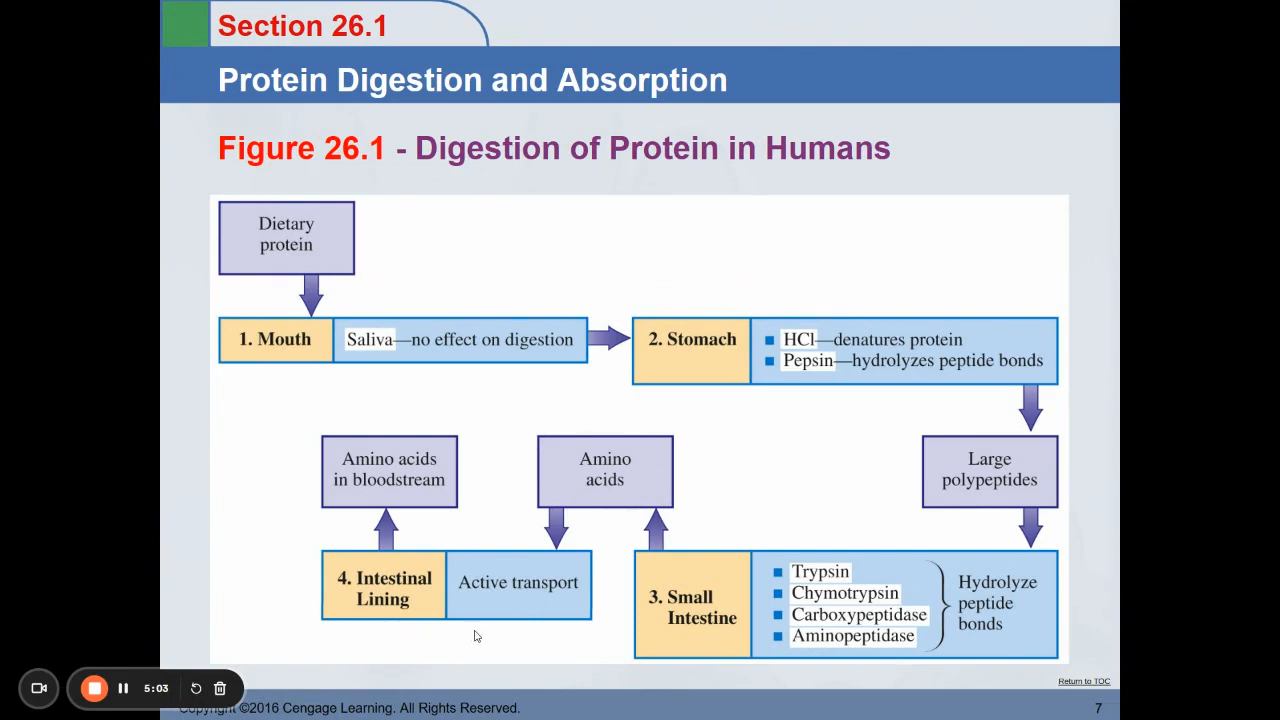 Section 26.1
Protein Digestion and Absorption
Figure 26.1 - Digestion of Protein in Humans
Dietary
protein
1. Mouth
Saliva—no effect on digestion
2. Stomach
■ HCl—denatures protein
■ Pepsin—hydrolyzes peptide bonds
Large
polypeptides
3. Small
Intestine
■ Trypsin
■ Chymotrypsin
■ Carboxypeptidase
■ Aminopeptidase
Hydrolyze
peptide
bonds
Amino
acids
4. Intestinal
Lining
Active transport
Amino acids
in bloodstream
Return to TOC
5:03
Copyright ©2016 Cengage Learning. All Rights Reserved.
7